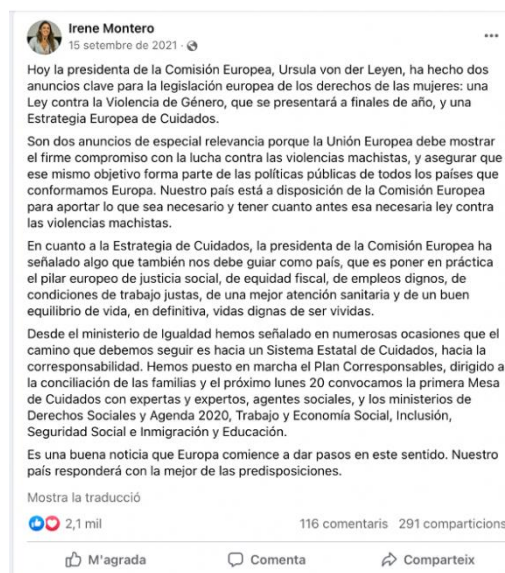 Irene Montero
15 setembre de 2021 ·
Hoy la presidenta de la Comisión Europea, Ursula von der Leyen, ha hecho dos
anuncios clave para la legislación europea de los derechos de las mujeres: una
Ley contra la Violencia de Género, que se presentará a finales de año, y una
Estrategia Europea de Cuidados.
Son dos anuncios de especial relevancia porque la Unión Europea debe mostrar
el firme compromiso con la lucha contra las violencias machistas, y asegurar que
ese mismo objetivo forma parte de las políticas públicas de todos los países que
conformamos Europa. Nuestro país está a disposición de la Comisión Europea
para aportar lo que sea necesario y tener cuanto antes esa necesaria ley contra
las violencias machistas.
En cuanto a la Estrategia de Cuidados, la presidenta de la Comisión Europea ha
señalado algo que también nos debe guiar como país, que es poner en práctica
el pilar europeo de justicia social, de equidad fiscal, de empleos dignos, de
condiciones de trabajo justas, de una mejor atención sanitaria y de un buen
equilibrio de vida, en definitiva, vidas dignas de ser vividas.
Desde el ministerio de Igualdad hemos señalado en numerosas ocasiones que el
camino que debemos seguir es hacia un Sistema Estatal de Cuidados, hacia la
corresponsabilidad. Hemos puesto en marcha el Plan Corresponsables, dirigido a
la conciliación de las familias y el próximo lunes 20 convocamos la primera Mesa
de Cuidados con expertas y expertos, agentes sociales, y los ministerios de
Derechos Sociales y Agenda 2020, Trabajo y Economía Social, Inclusión,
Seguridad Social e Inmigración y Educación.
Es una buena noticia que Europa comience a dar pasos en este sentido. Nuestro
país responderá con la mejor de las predisposiciones.
Mostra la traducció
2,1 mil 116 comentaris 291 comparticions
M'agrada Comenta Comparteix